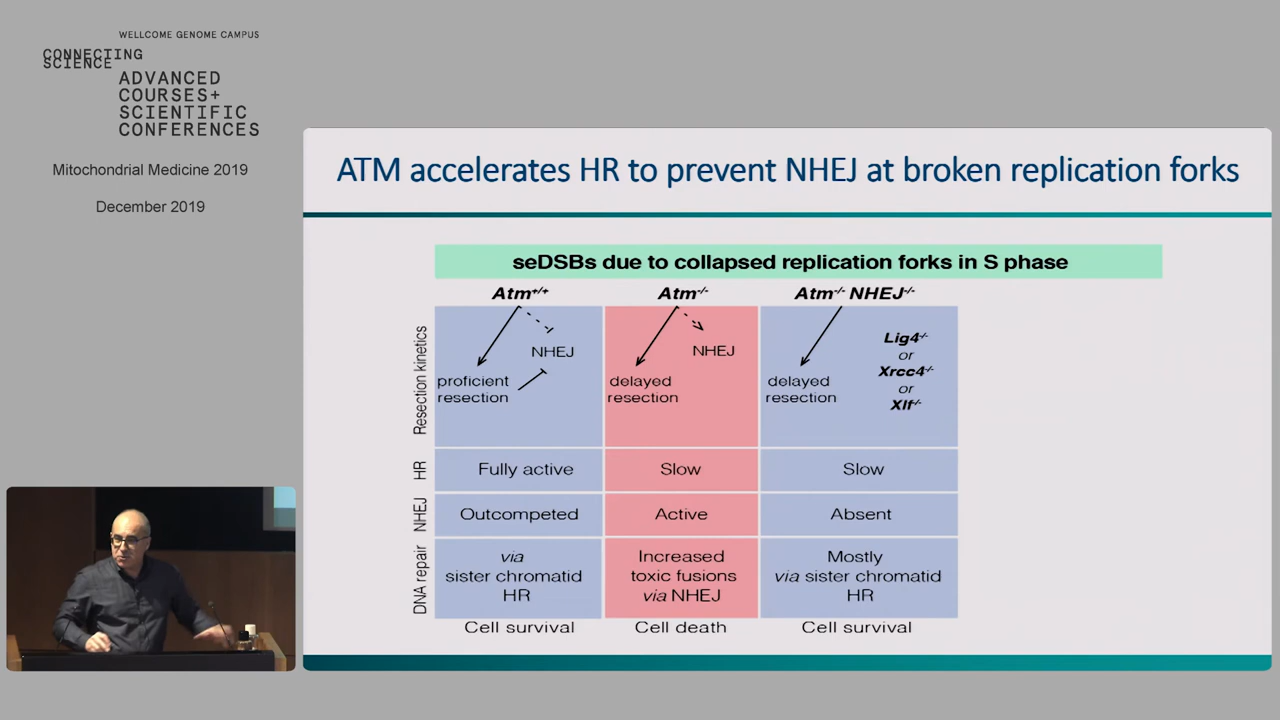 WELLCOME GENOME CAMPUS
CONNECTING
SCIENCE
ADVANCED
COURSES+
SCIENTIFIC
CONFERENCES
Mitochondrial Medicine 2019
December 2019
ATM accelerates HR to prevent NHEJ at broken replication forks
seDSBs due to collapsed replication forks in S phase
Atm+/+
Atm-/-
Atm-/- NHEJ-/-
Resection kinetics
NHEJ
proficient
resection
NHEJ
delayed
resection
delayed
resection
Lig4-/-
or
Xrcc4-/-
or
Xlf-/-
HR
Fully active
Slow
Slow
NHEJ
Outcompeted
Active
Absent
DNA repair
via
sister chromatid
HR
Increased
toxic fusions
via NHEJ
Mostly
via sister chromatid
HR
Cell survival
Cell death
Cell survival